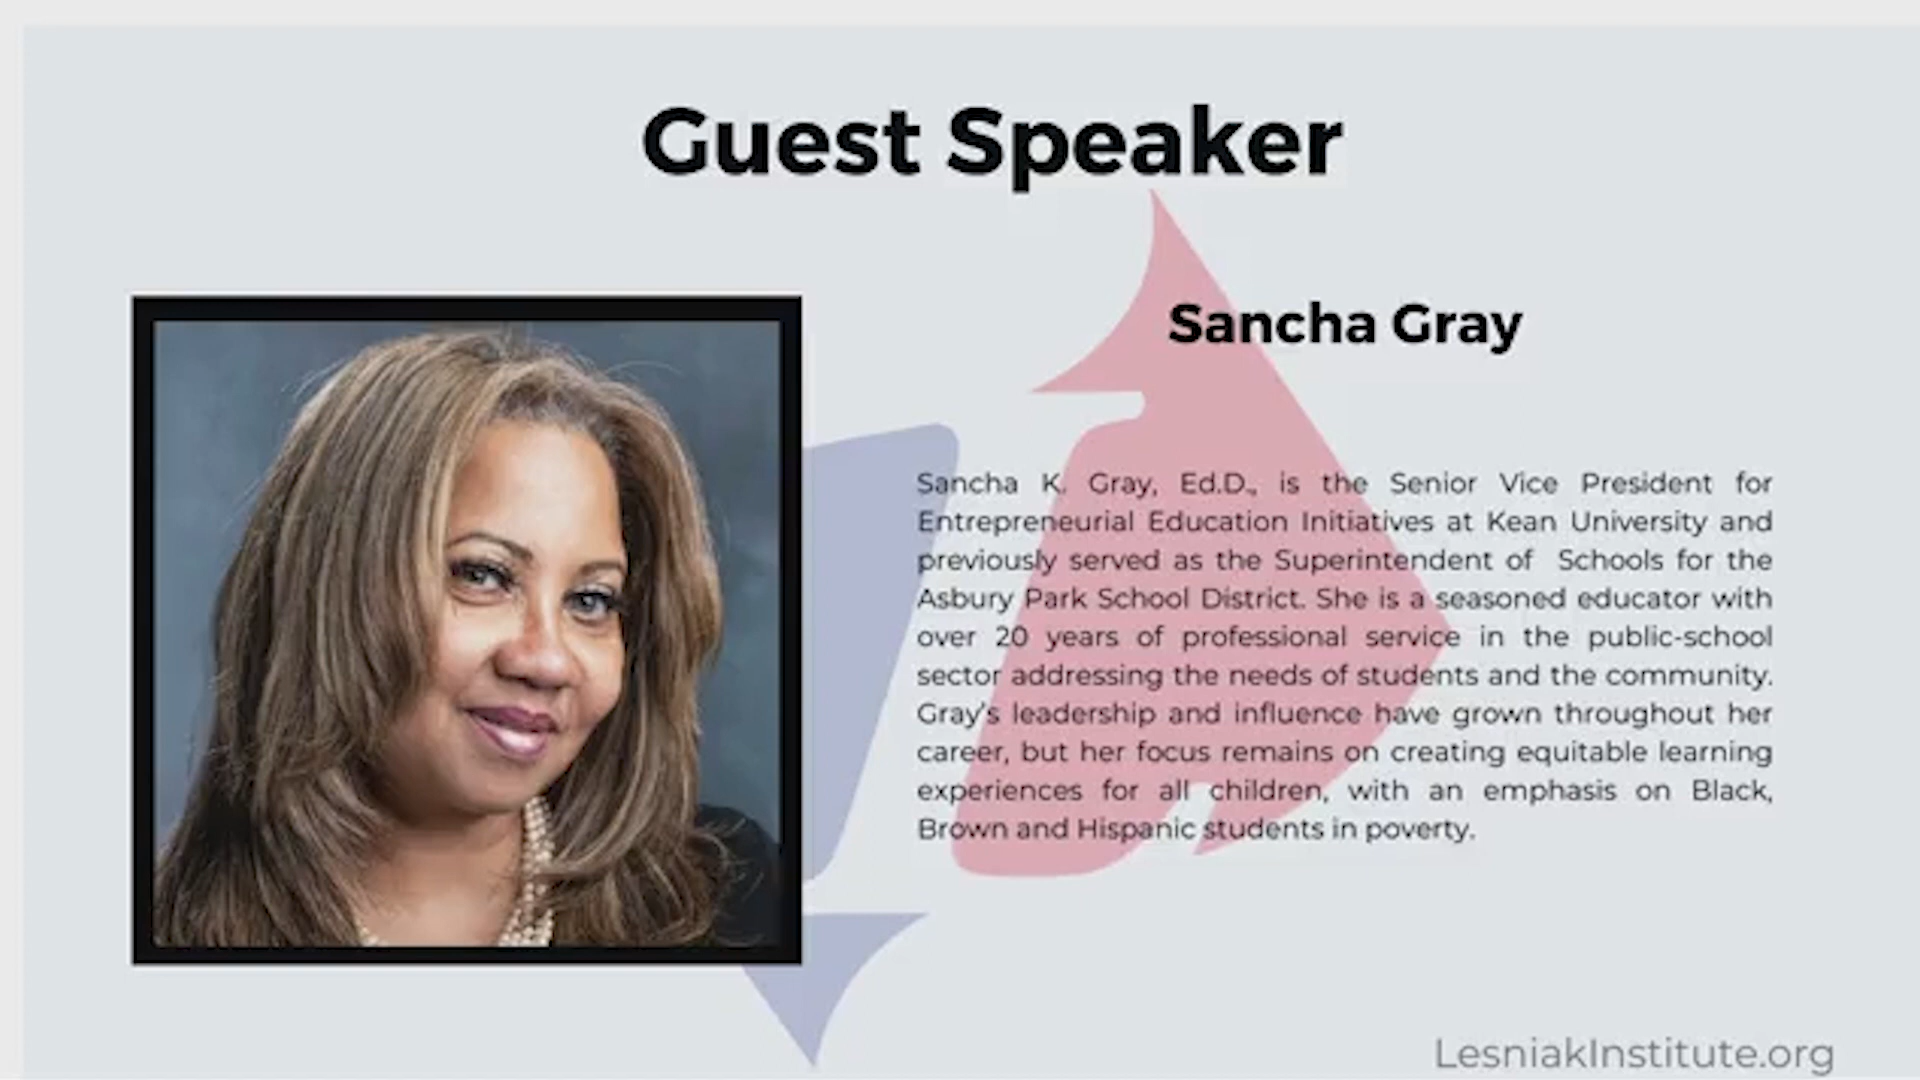 Guest Speaker
Sancha Gray
Sancha K. Gray, Ed.D., is the Senior Vice President for
Entrepreneurial Education Initiatives at Kean University and
previously served as the Superintendent of Schools for the
Asbury Park School District. She is a seasoned educator with
over 20 years of professional service in the public-school
sector addressing the needs of students and the community.
Gray's leadership and influence have grown throughout her
career, but her focus remains on creating equitable learning
experiences for all children, with an emphasis on Black,
Brown and Hispanic students in poverty.
LesniakInstitute.org